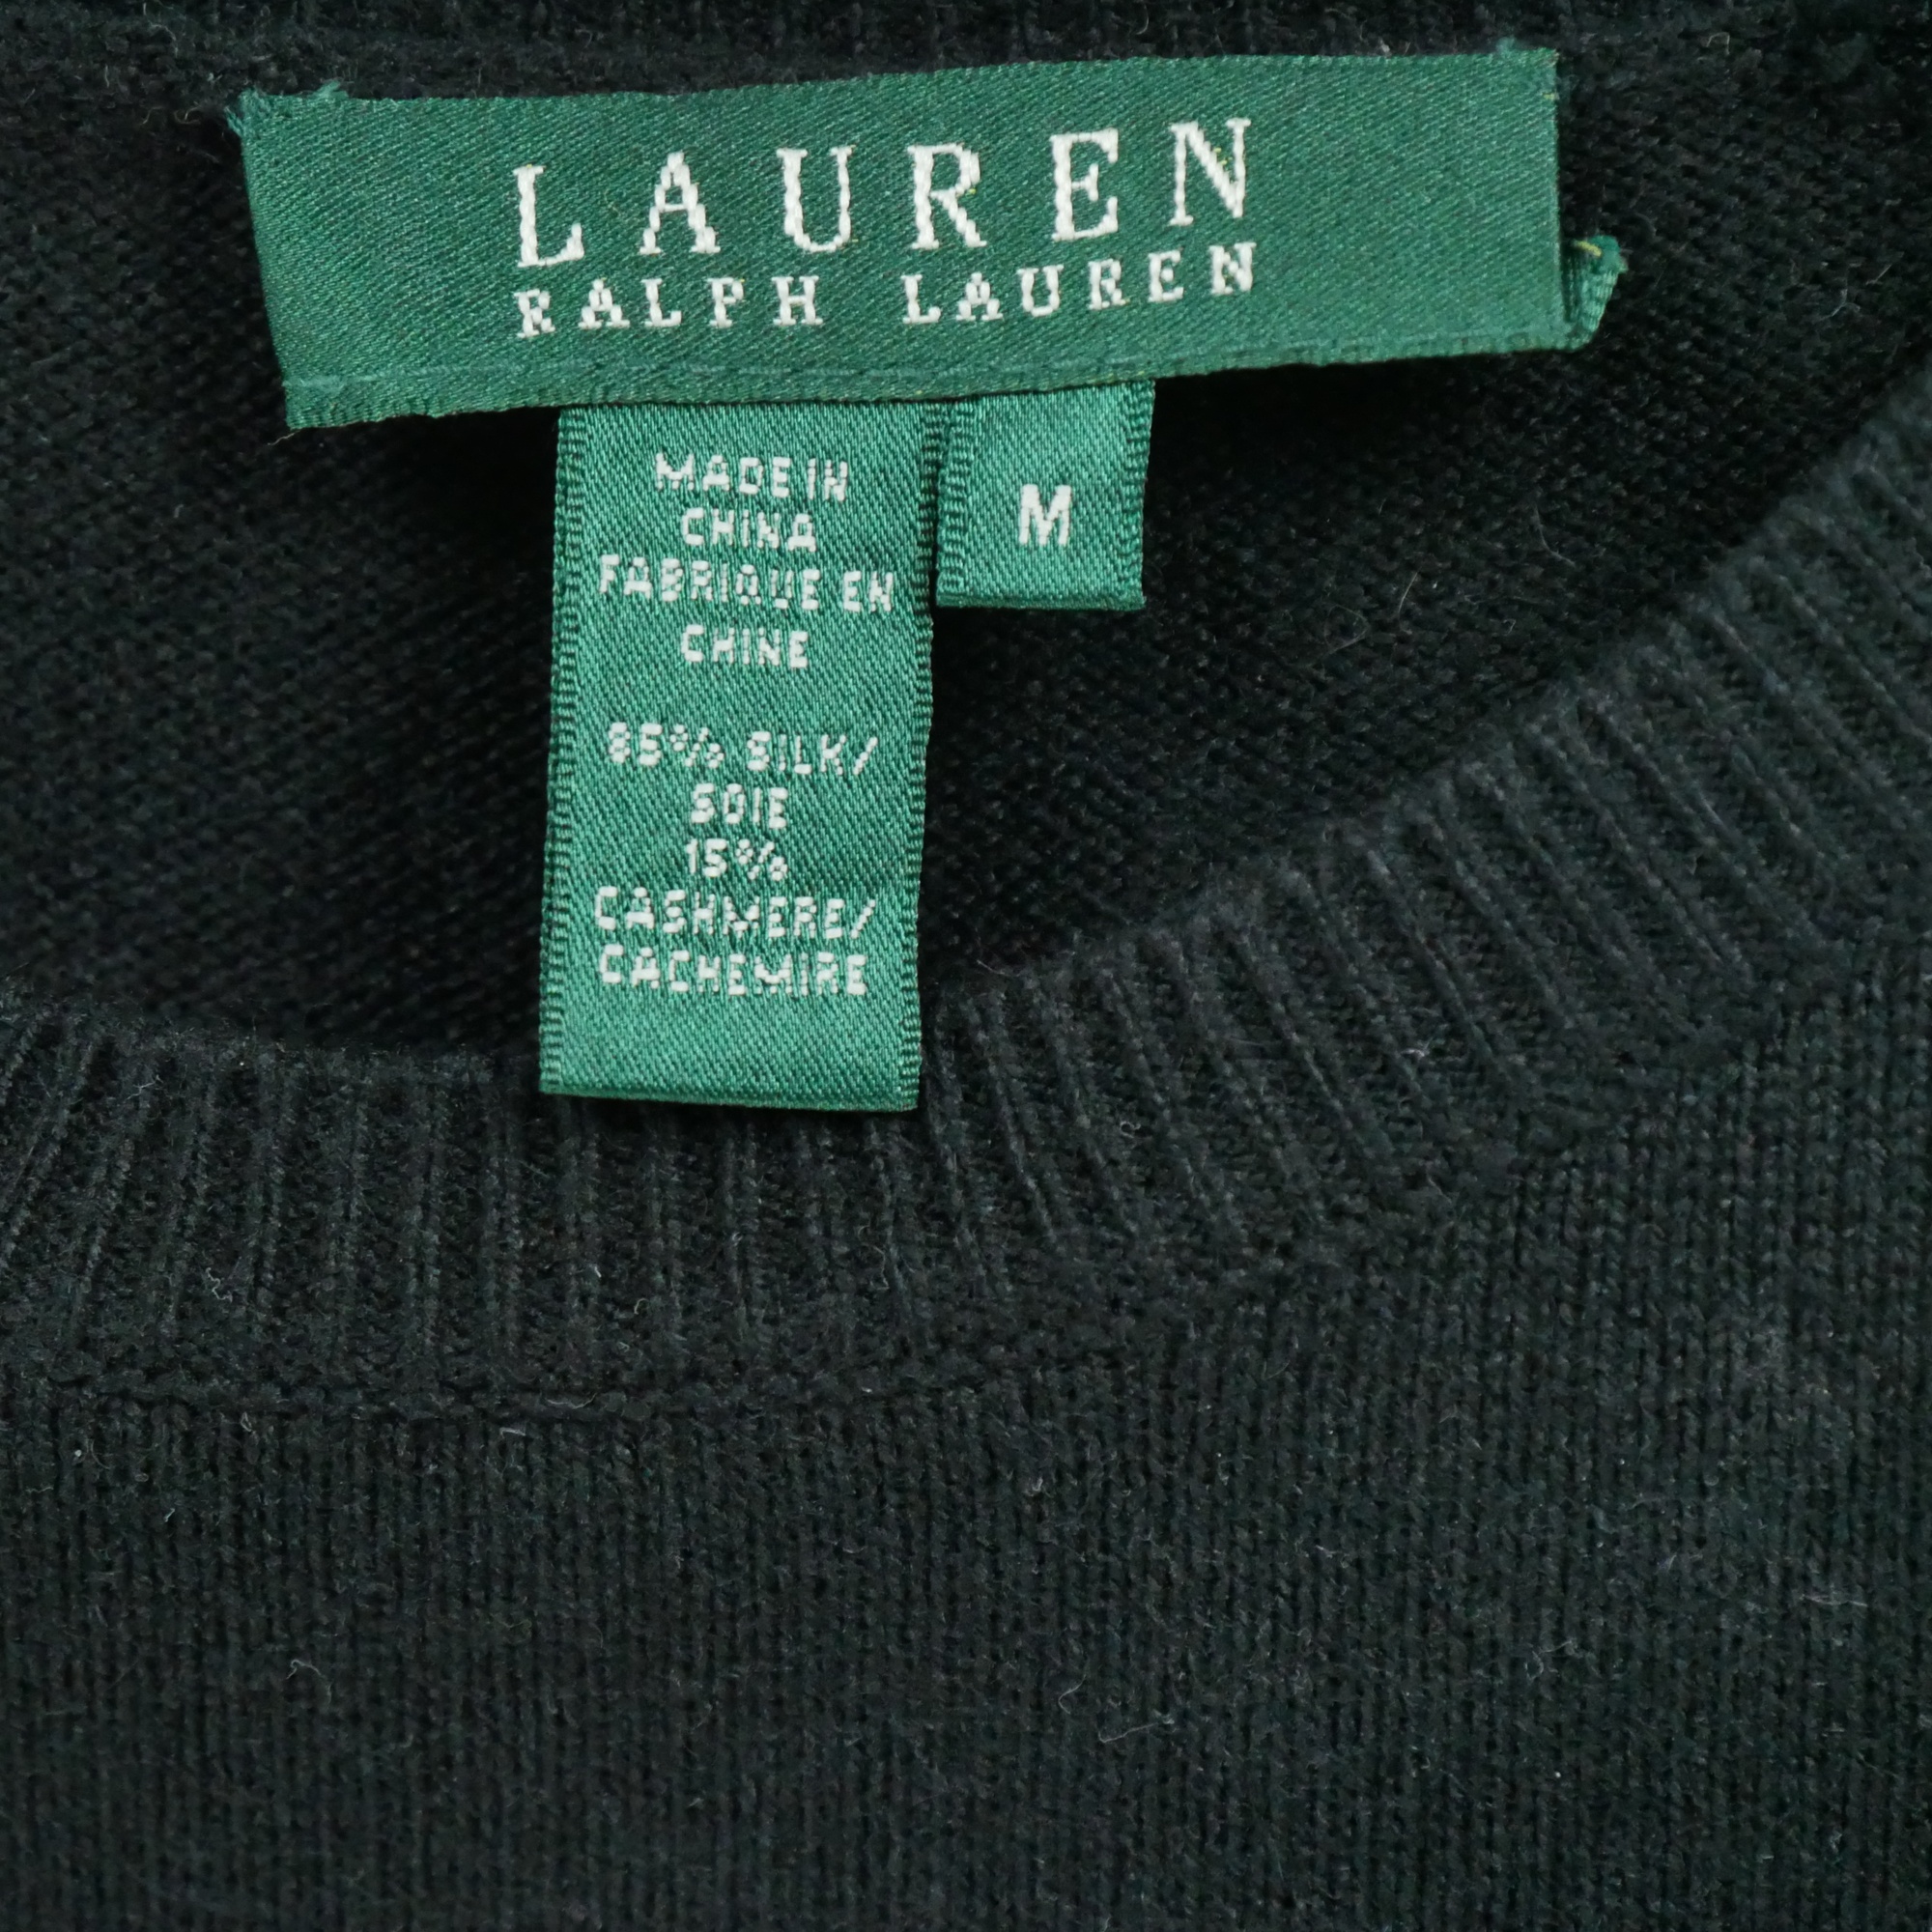 LAUREN
RALPH LAUREN
MADE IN
CHINA
FABRIQUE EN
CHINE
85% SILK/
SOIE
15%
CASHMERE/
CACHEMIRE
M